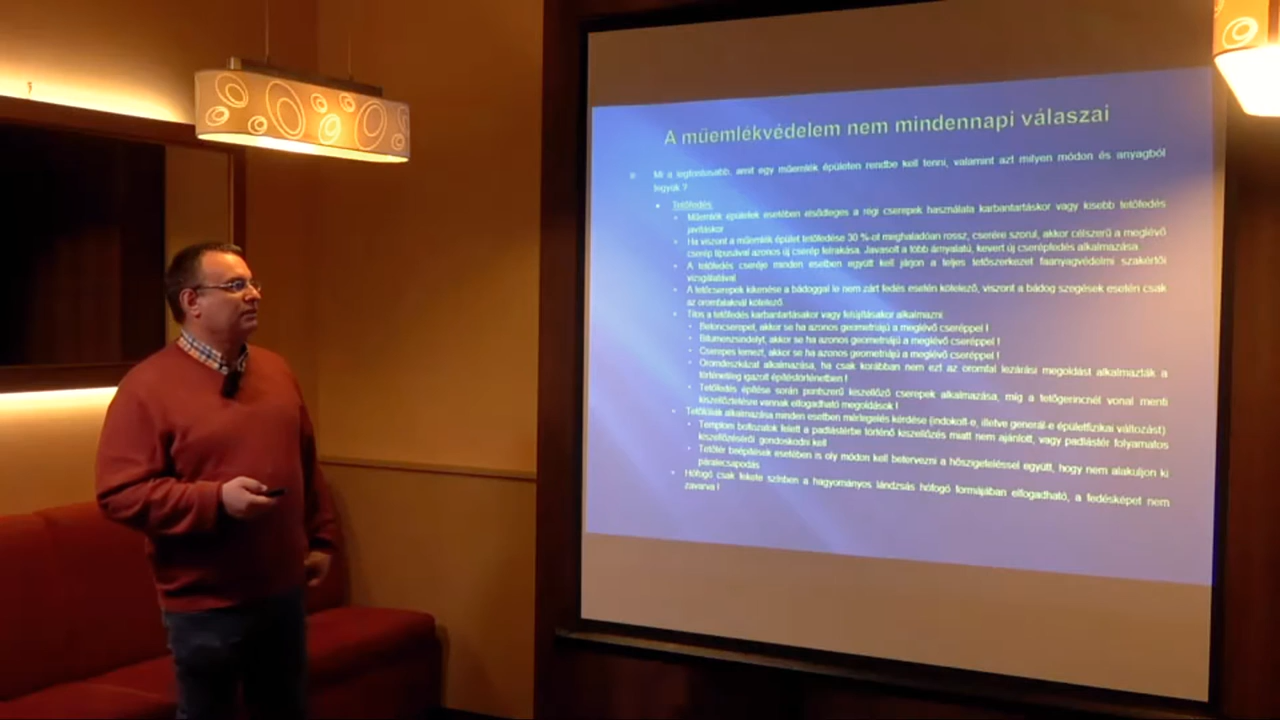 A műemlékvédelem nem mindennapi válaszai
Mi a legfontosabb, amit egy műemlék épületen rendbe kell tenni, valamint azt milyen módon és anyagból
tegyük ?
Tetőfedés:
Műemlék épületek esetében elsődleges a régi cserepek használata karbantartáskor vagy kisebb tetőfedés
javításkor
Ha viszont a műemlék épület tetőfedése 30 %-ot meghaladóan rossz, cserére szorul, akkor célszerű a meglévő
cserép típusával azonos új cserép felrakása. Javasolt a több árnyalatú, kevert új cserépfedés alkalmazása.
A tetőfedés cseréje minden esetben együtt kell járjon a teljes tetőszerkezet faanyagvédelmi szakértői
vizsgálatával
A tetőcserepek kikenése a bádoggal le nem zárt fedés esetén kötelező, viszont a bádog szegések esetén csak
az oromfalaknál kötelező
Tilos a tetőfedés karbantartásakor vagy felújításakor alkalmazni:
Betoncserepet, akkor se ha azonos geometriájú a meglévő cseréppel !
Bitumenzsindelyt, akkor se ha azonos geometriájú a meglévő cseréppel !
Cserepes lemezt, akkor se ha azonos geometriájú a meglévő cseréppel !
Oromdeszkázat alkalmazása, ha csak korábban nem ezt az oromfal lezárási megoldást alkalmazták a
történetileg igazolt építéstörténetben !
Tetőfedés építése során pontszerű kiszellőző cserepek alkalmazása, míg a tetőgerincnél vonal menti
kiszellőztetésre vannak elfogadható megoldások !
Tetőfóliák alkalmazása minden esetben mérlegelés kérdése (indokolt-e, illetve generál-e épületfizikai változást)
Templom boltozatok felett a padlástérbe történő kiszellőzés miatt nem ajánlott, vagy padlástér folyamatos
kiszellőzéséről gondoskodni kell
Tetőtér beépítések esetében is oly módon kell betervezni a hőszigeteléssel együtt, hogy nem alakuljon ki
páralecsapódás
Hófogó csak fekete színben a hagyományos lándzsás hófogó formájában elfogadható, a fedésképet nem
zavarva !